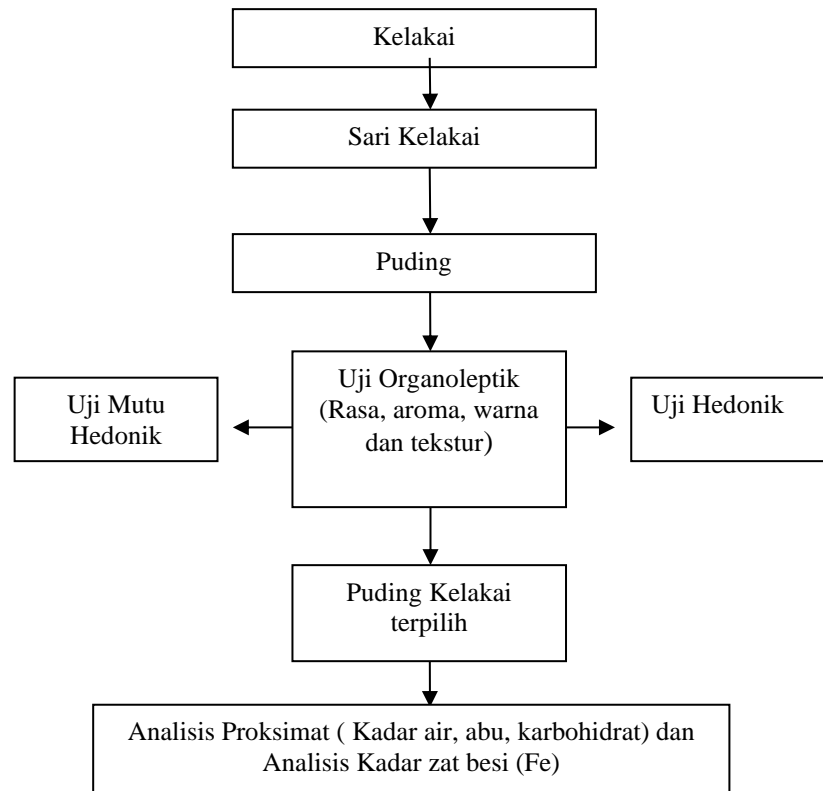 Kelakai
Sari Kelakai
Puding
Uji Organoleptik
(Rasa, aroma, warna
dan tekstur)
Uji Mutu
Hedonik
Uji Hedonik
Puding Kelakai
terpilih
Analisis Proksimat ( Kadar air, abu, karbohidrat) dan
Analisis Kadar zat besi (Fe)